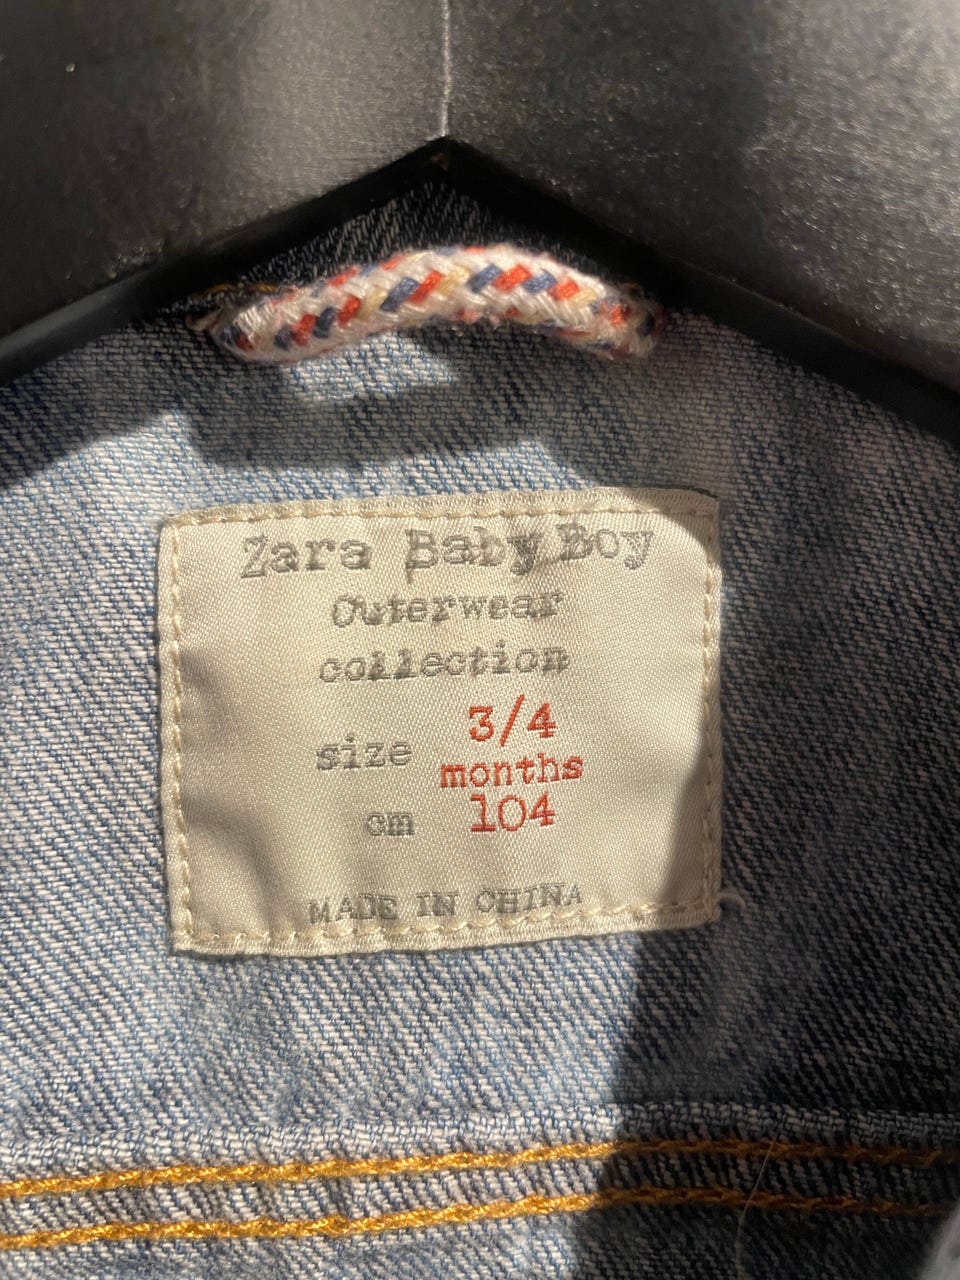 Zara Baby Boy
Outerwear
collection
size 3/4
months
cm 104
MADE IN CHINA